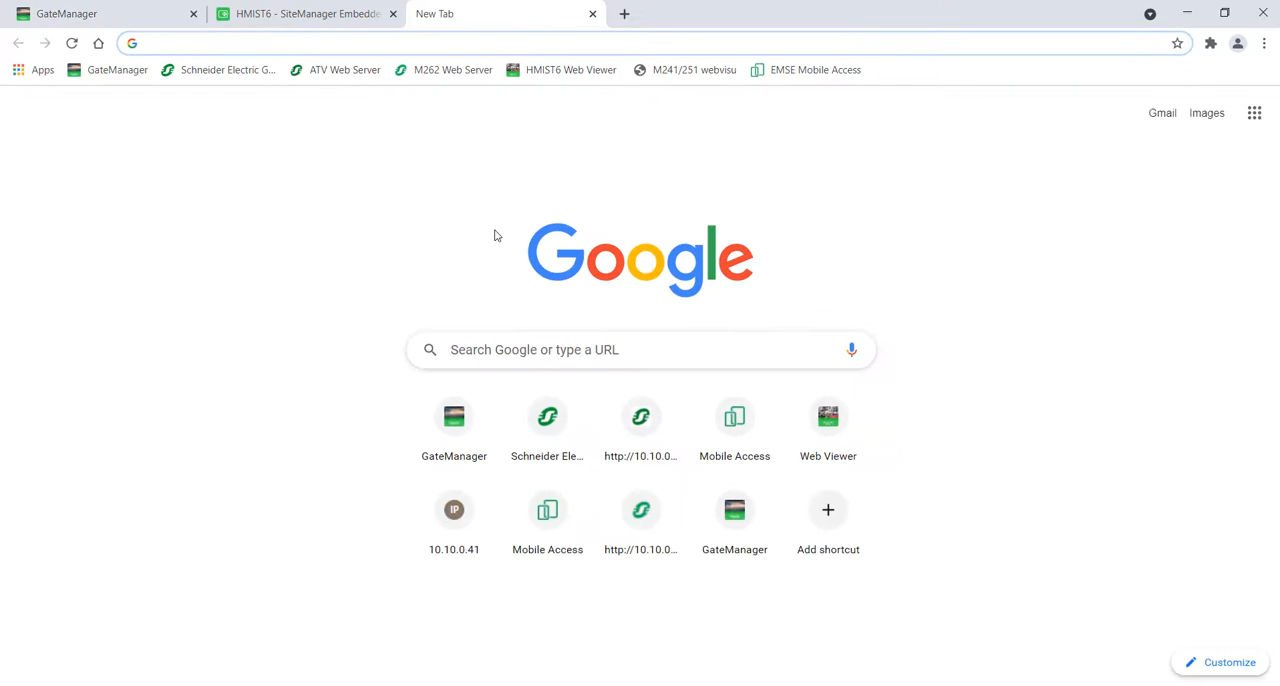 GateManager
HMIST6 - SiteManager Embedde
New Tab
Apps GateManager Schneider Electric G... ATV Web Server M262 Web Server HMIST6 Web Viewer M241/251 webvisu EMSE Mobile Access
Gmail Images
Google
Search Google or type a URL
GateManager Schneider Ele... http://10.10.0... Mobile Access Web Viewer
IP
10.10.0.41 Mobile Access http://10.10.0... GateManager Add shortcut
Customize